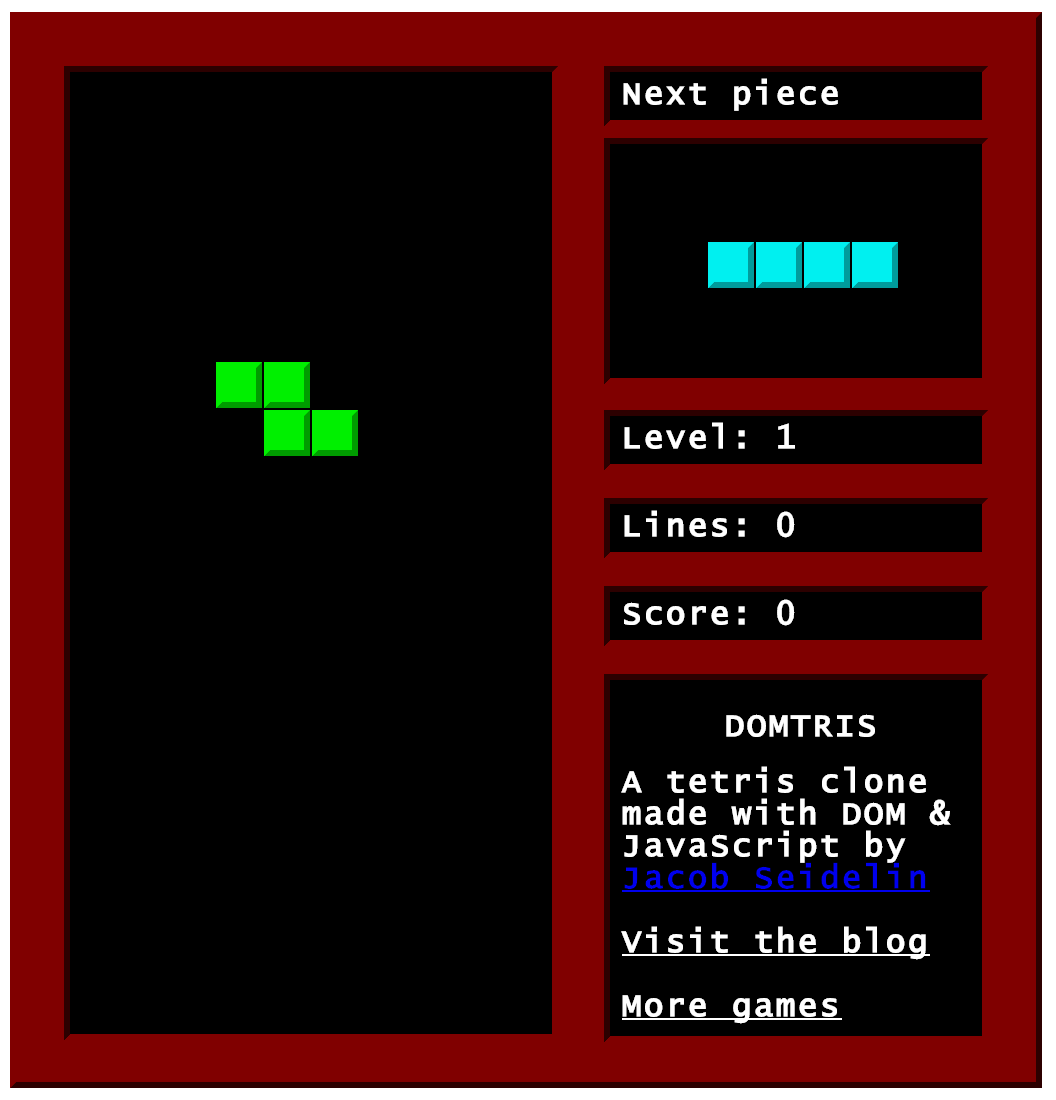 Next piece
Level: 1
Lines: 0
Score: 0
DOMTRIS
A tetris clone
made with DOM &
JavaScript by
Jacob Seidelin
Visit the blog
More games